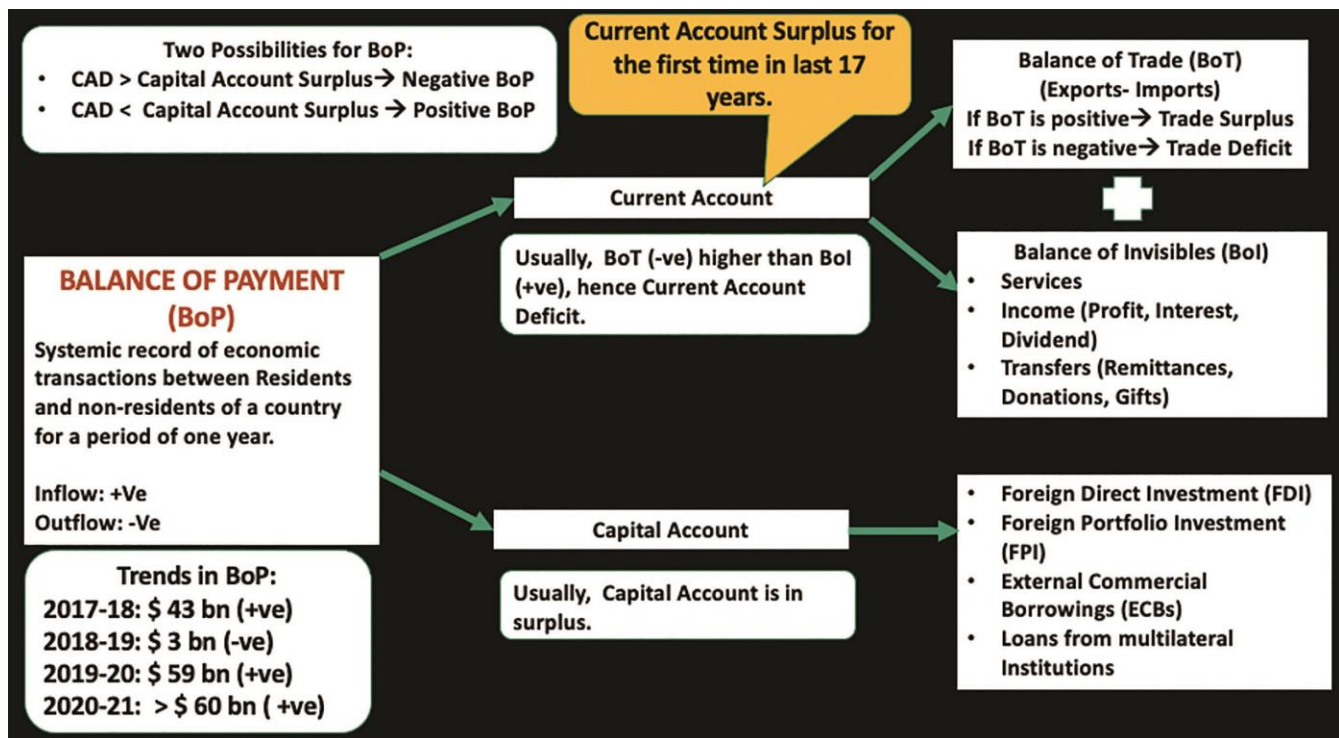 Two Possibilities for BoP:
• CAD > Capital Account Surplus→ Negative BoP
• CAD < Capital Account Surplus → Positive BoP
Current Account Surplus for
the first time in last 17
years.
Balance of Trade (BoT)
(Exports- Imports)
If BoT is positive→ Trade Surplus
If BoT is negative→ Trade Deficit
Current Account
Usually, BoT (-ve) higher than BoI
(+ve), hence Current Account
Deficit.
Balance of Invisibles (BoI)
• Services
• Income (Profit, Interest,
Dividend)
• Transfers (Remittances,
Donations, Gifts)
BALANCE OF PAYMENT
(BoP)
Systemic record of economic
transactions between Residents
and non-residents of a country
for a period of one year.
Inflow: +Ve
Outflow: -Ve
Capital Account
Usually, Capital Account is in
surplus.
• Foreign Direct Investment (FDI)
• Foreign Portfolio Investment
(FPI)
• External Commercial
Borrowings (ECBs)
• Loans from multilateral
Institutions
Trends in BoP:
2017-18: $ 43 bn (+ve)
2018-19: $ 3 bn (-ve)
2019-20: $ 59 bn (+ve)
2020-21: > $ 60 bn ( +ve)